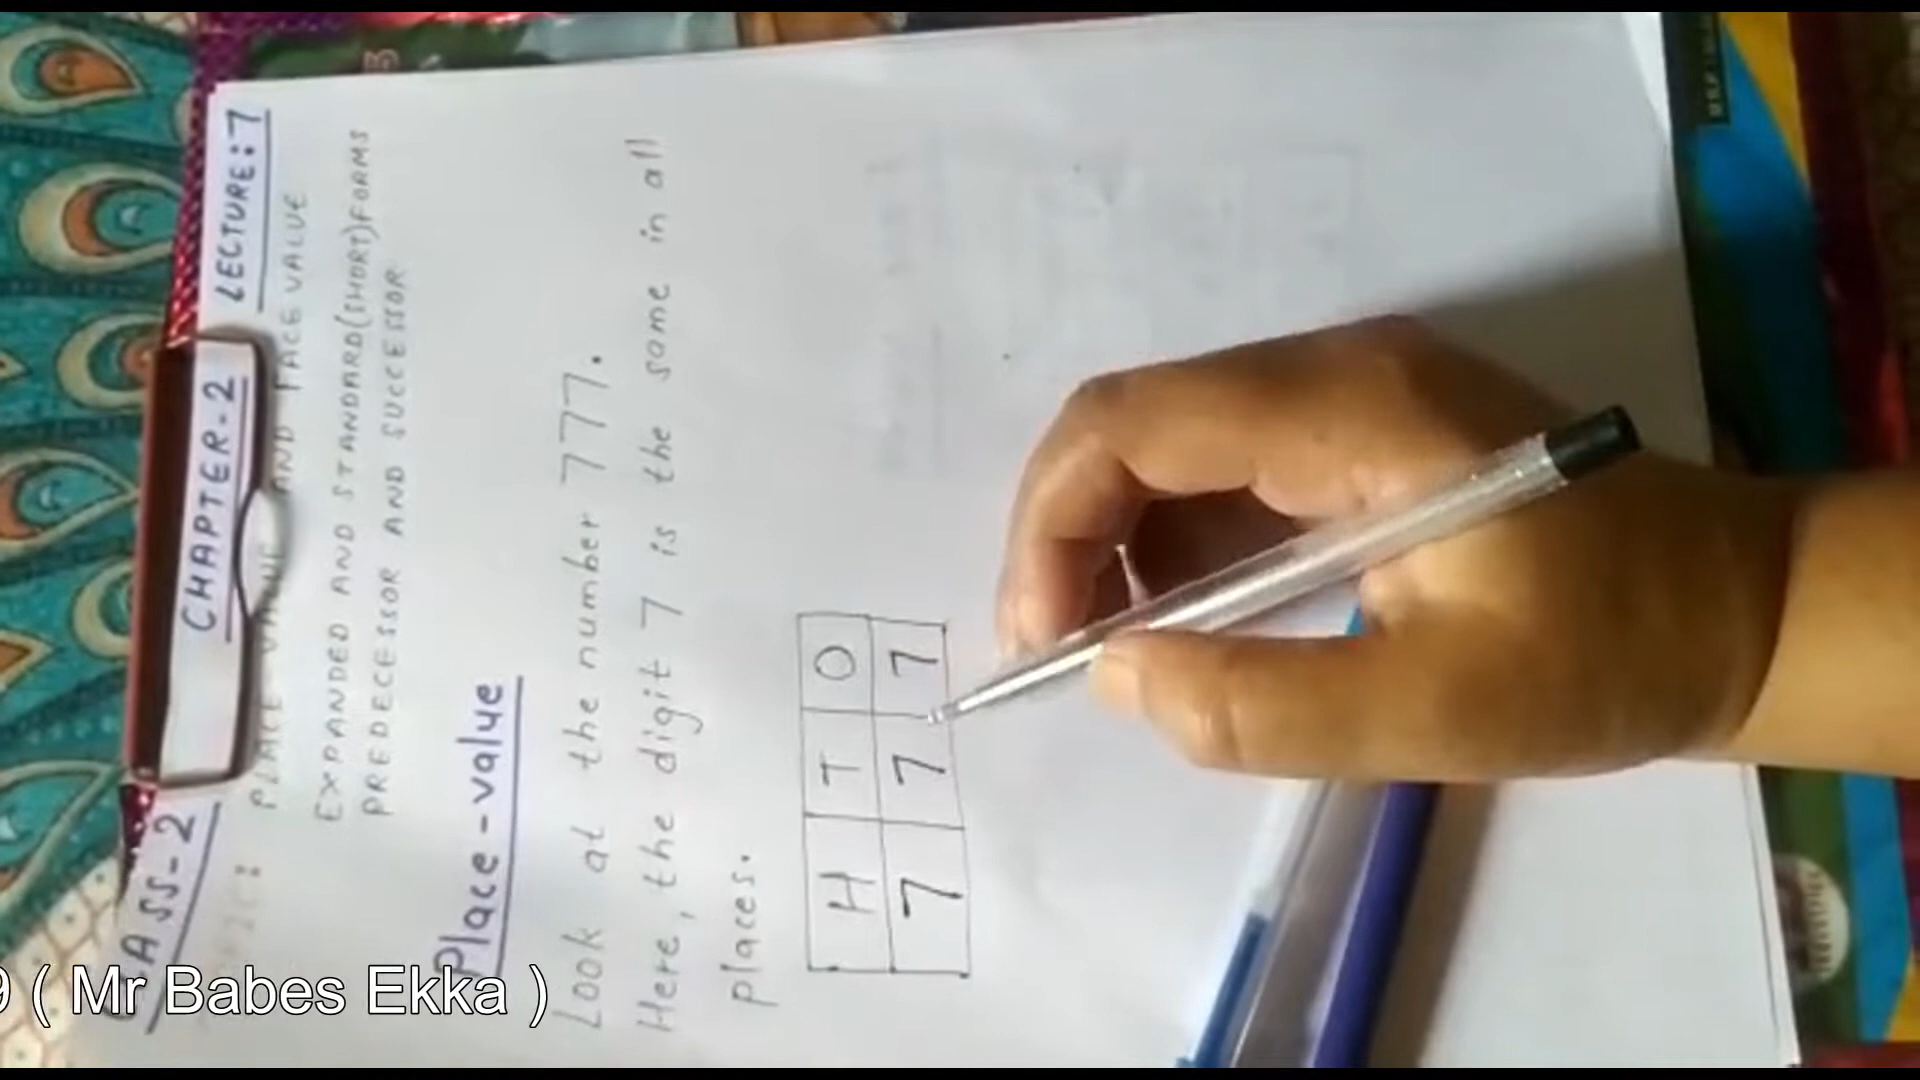 CHAPTER-2
LECTURE:7
CLASS-2
PLACE VALUE AND FACE VALUE
EXPANDED AND STANDARD(SHORT)FORMS
PREDECESSOR AND SUCCESSOR
Place-value
Look at the number 777.
Here, the digit 7 is the same in all
places.
H T O
7 7 7
9 ( Mr Babes Ekka )